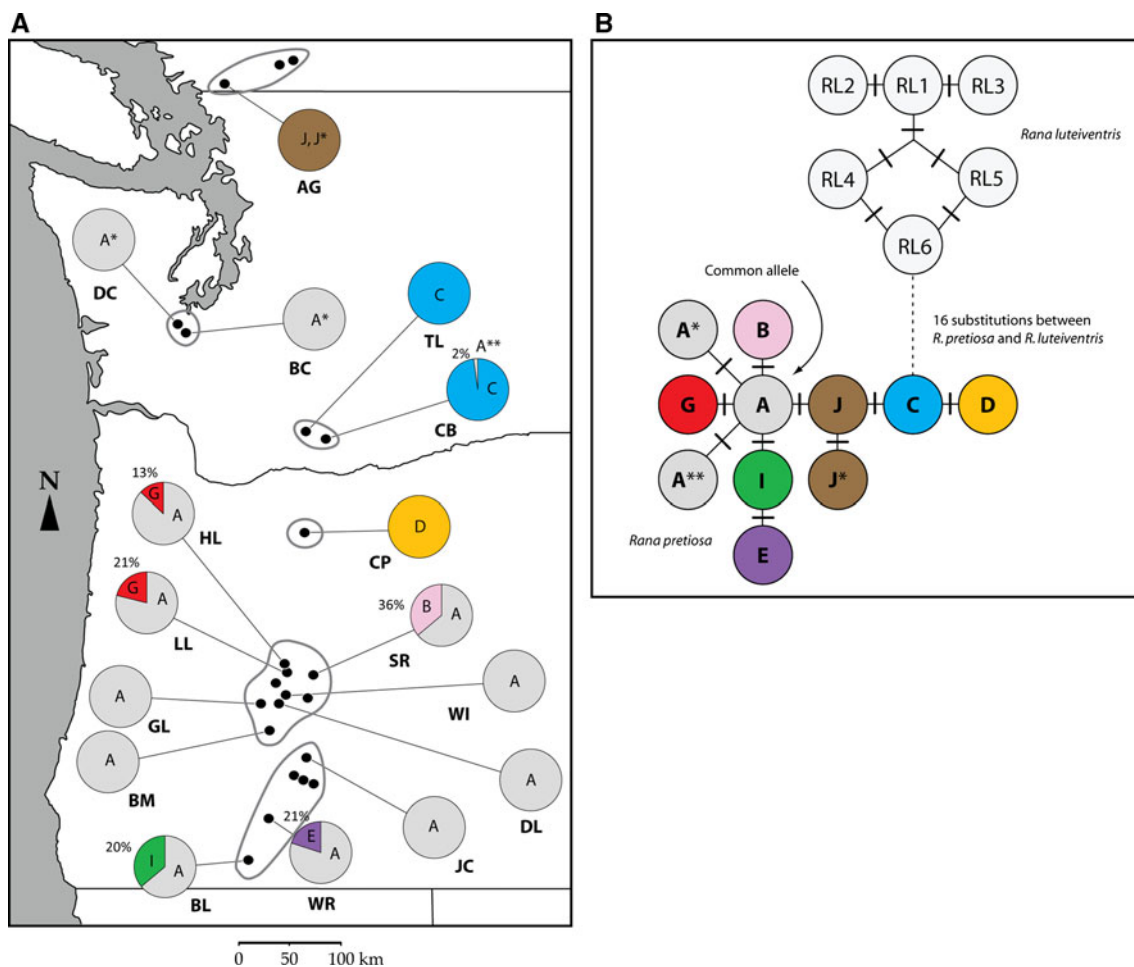 A
J, J*
AG
A*
DC
A*
BC
C
TL
2%
A**
C
CB
N
13%
G
A
HL
D
CP
21%
G
A
LL
36%
B
A
SR
A
GL
A
WI
A
BM
A
DL
20%
I
A
BL
21%
E
A
WR
A
JC
0 50 100 km
B
RL2
RL1
RL3
Rana luteiventris
RL4
RL5
RL6
Common allele
16 substitutions between
R. pretiosa and R. luteiventris
A*
B
G
A
J
C
D
A**
I
J*
Rana pretiosa
E